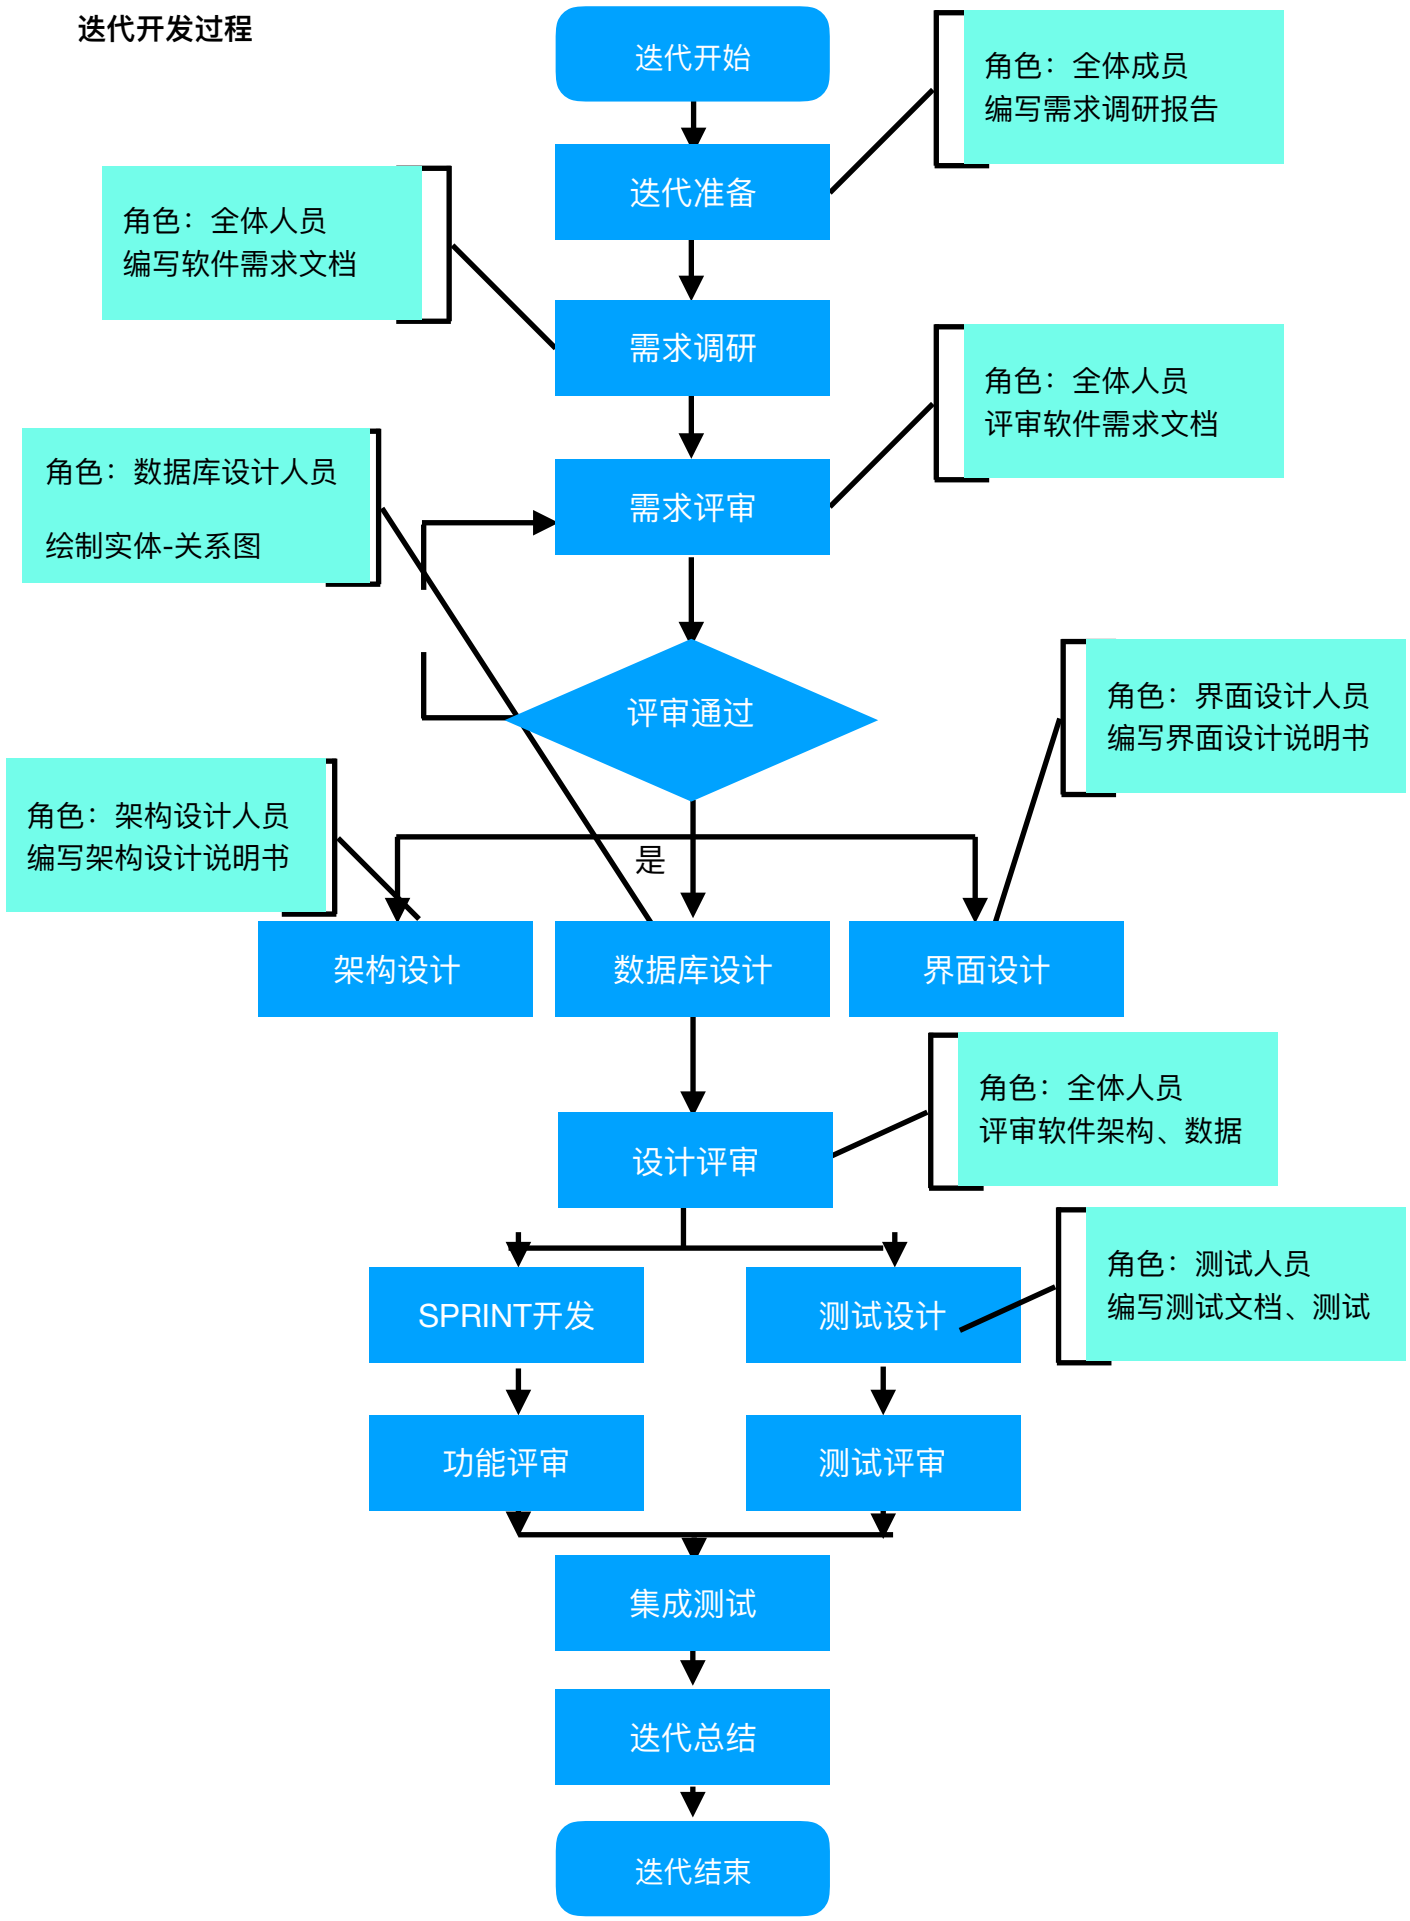 迭代开发过程
迭代开始
角色：全体成员
编写需求调研报告
迭代准备
角色：全体人员
编写软件需求文档
需求调研
角色：全体人员
评审软件需求文档
角色：数据库设计人员
绘制实体-关系图
需求评审
评审通过
角色：界面设计人员
编写界面设计说明书
角色：架构设计人员
编写架构设计说明书
是
架构设计
数据库设计
界面设计
角色：全体人员
评审软件架构、数据
设计评审
角色：测试人员
编写测试文档、测试
SPRINT开发
测试设计
功能评审
测试评审
集成测试
迭代总结
迭代结束